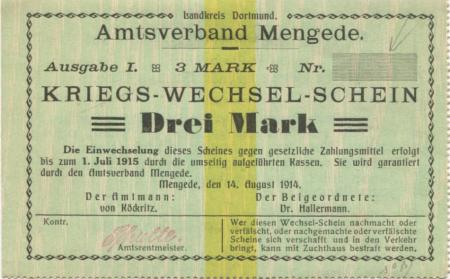 Landkreis Dortmund.
Amtsverband Mengede.
Ausgabe I. 3 MARK Nr.
KRIEGS-WECHSEL-SCHEIN
Drei Mark
Die Einwechselung dieses Scheines gegen gesetzliche Zahlungsmittel erfolgt
bis zum 1. Juli 1915 durch die umseitig aufgeführten Kassen. Sie wird garantiert
durch den Amtsverband Mengede.
Mengede, den 14. August 1914.
Der Amtmann: Der Beigeordnete:
von Köckritz. Dr. Hallermann.
Kontr.
Amtsrentmeister.
Wer diesen Wechsel-Schein nachmacht oder
verfälscht, oder nachgemachte oder verfälschte
Scheine sich verschafft und in den Verkehr
bringt, kann mit Zuchthaus bestraft werden.